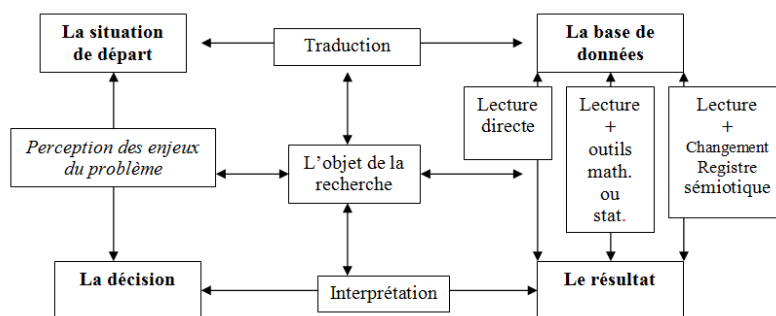 La situation
de départ
Traduction
La base de
données
Lecture
directe
Lecture
+
outils
math.
ou
stat.
Lecture
+
Changement
Registre
sémiotique
Perception des enjeux
du problème
L’objet de la
recherche
La décision
Interprétation
Le résultat